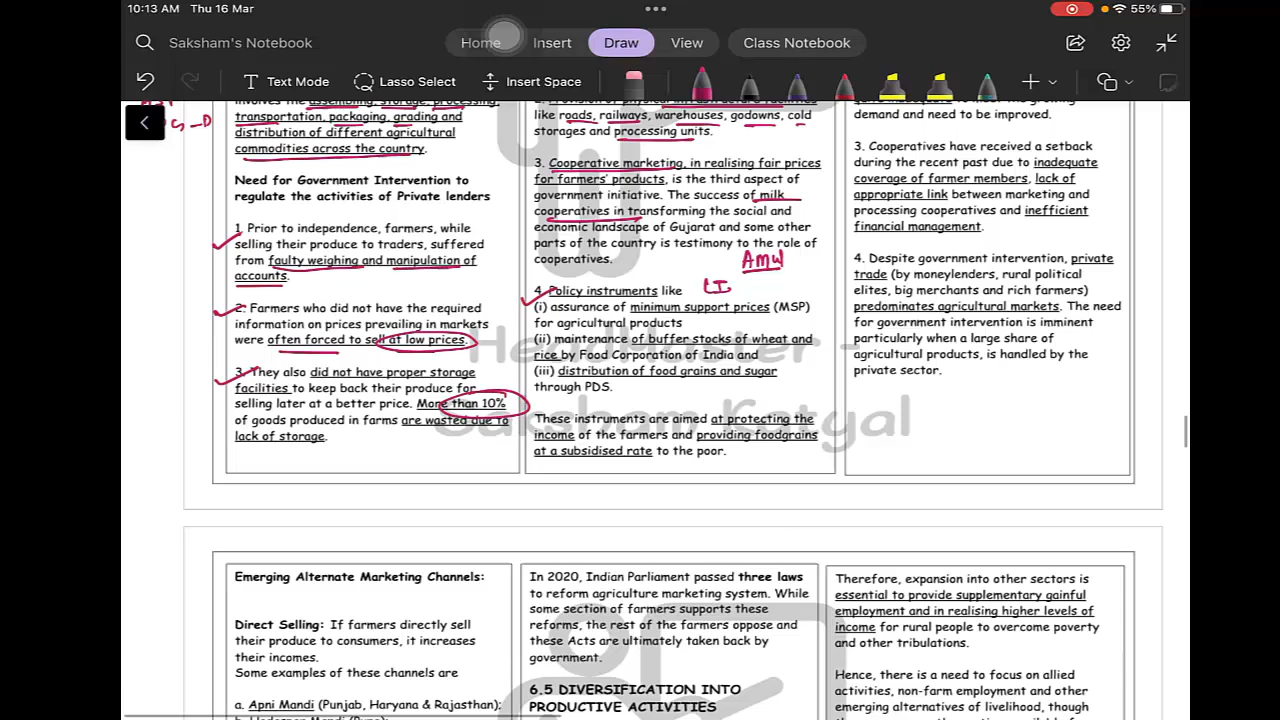 10:13 AM Thu 16 Mar
55%
Saksham's Notebook
Home
Insert
Draw
View
Class Notebook
Text Mode
Lasso Select
Insert Space
involves the assembling, storage, processing,
transportation, packaging, grading and
distribution of different agricultural
commodities across the country.
Need for Government Intervention to
regulate the activities of Private lenders
1. Prior to independence, farmers, while
selling their produce to traders, suffered
from faulty weighing and manipulation of
accounts.
2. Farmers who did not have the required
information on prices prevailing in markets
were often forced to sell at low prices.
3. They also did not have proper storage
facilities to keep back their produce for
selling later at a better price. More than 10%
of goods produced in farms are wasted due to
lack of storage.
2. Provision of physical infrastructure facilities
like roads, railways, warehouses, godowns, cold
storages and processing units.
3. Cooperative marketing, in realising fair prices
for farmers' products, is the third aspect of
government initiative. The success of milk
cooperatives in transforming the social and
economic landscape of Gujarat and some other
parts of the country is testimony to the role of
cooperatives.
4. Policy instruments like
(i) assurance of minimum support prices (MSP)
for agricultural products
(ii) maintenance of buffer stocks of wheat and
rice by Food Corporation of India and
(iii) distribution of food grains and sugar
through PDS.
These instruments are aimed at protecting the
income of the farmers and providing foodgrains
at a subsidised rate to the poor.
demand and need to be improved.
3. Cooperatives have received a setback
during the recent past due to inadequate
coverage of farmer members, lack of
appropriate link between marketing and
processing cooperatives and inefficient
financial management.
4. Despite government intervention, private
trade (by moneylenders, rural political
elites, big merchants and rich farmers)
predominates agricultural markets. The need
for government intervention is imminent
particularly when a large share of
agricultural products, is handled by the
private sector.
HeadMaster -
Saksham Katyal
Emerging Alternate Marketing Channels:
Direct Selling: If farmers directly sell
their produce to consumers, it increases
their incomes.
Some examples of these channels are
a. Apni Mandi (Punjab, Haryana & Rajasthan);
In 2020, Indian Parliament passed three laws
to reform agriculture marketing system. While
some section of farmers supports these
reforms, the rest of the farmers oppose and
these Acts are ultimately taken back by
government.
6.5 DIVERSIFICATION INTO
PRODUCTIVE ACTIVITIES
Therefore, expansion into other sectors is
essential to provide supplementary gainful
employment and in realising higher levels of
income for rural people to overcome poverty
and other tribulations.
Hence, there is a need to focus on allied
activities, non-farm employment and other
emerging alternatives of livelihood, though